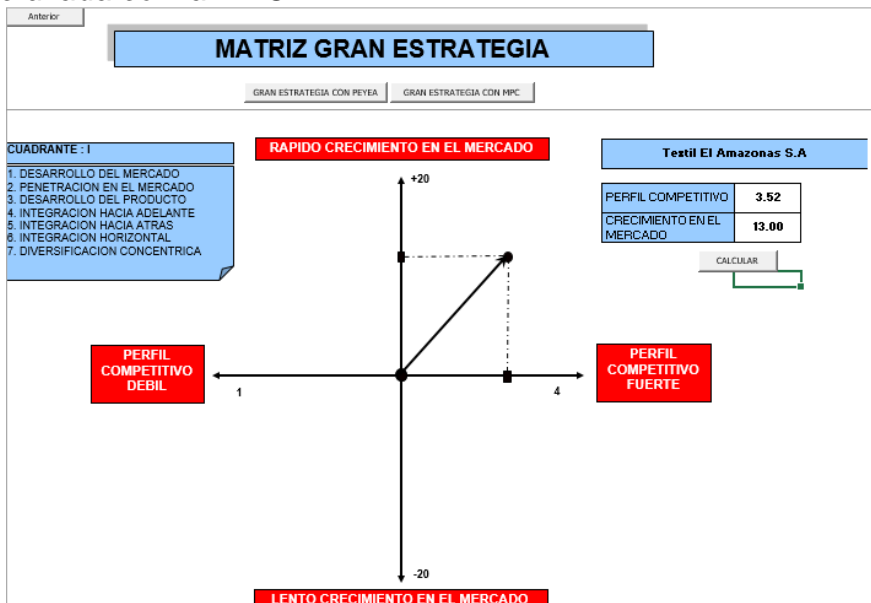 Anterior
MATRIZ GRAN ESTRATEGIA
GRAN ESTRATEGIA CON PEYEA
GRAN ESTRATEGIA CON MPC
CUADRANTE : I
1. DESARROLLO DEL MERCADO
2. PENETRACION EN EL MERCADO
3. DESARROLLO DEL PRODUCTO
4. INTEGRACION HACIA ADELANTE
5. INTEGRACION HACIA ATRAS
6. INTEGRACION HORIZONTAL
7. DIVERSIFICACION CONCENTRICA
RAPIDO CRECIMIENTO EN EL MERCADO
+20
Textil El Amazonas S.A
PERFIL COMPETITIVO 3.52
CRECIMIENTO EN EL
MERCADO 13.00
CALCULAR
PERFIL
COMPETITIVO
DEBIL
1
4
PERFIL
COMPETITIVO
FUERTE
-20
LENTO CRECIMIENTO EN EL MERCADO